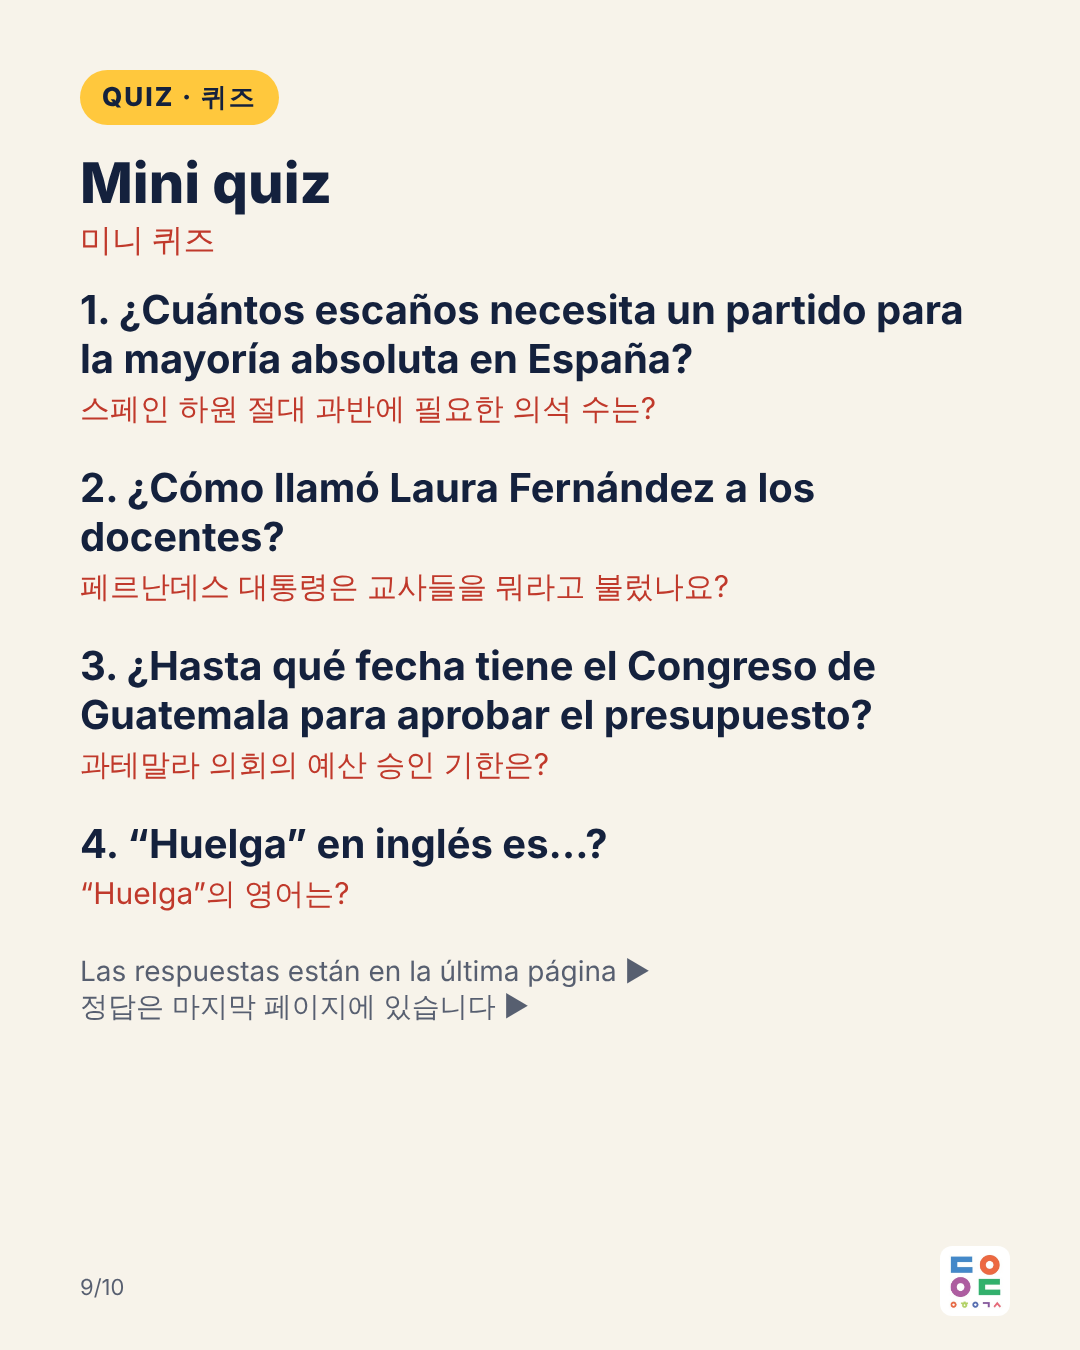 QUIZ · 퀴즈
Mini quiz
미니 퀴즈
1. ¿Cuántos escaños necesita un partido para
la mayoría absoluta en España?
스페인 하원 절대 과반에 필요한 의석 수는?
2. ¿Cómo llamó Laura Fernández a los
docentes?
페르난데스 대통령은 교사들을 뭐라고 불렀나요?
3. ¿Hasta qué fecha tiene el Congreso de
Guatemala para aprobar el presupuesto?
과테말라 의회의 예산 승인 기한은?
4. “Huelga” en inglés es…?
“Huelga”의 영어는?
Las respuestas están en la última página ▶
정답은 마지막 페이지에 있습니다 ▶
9/10